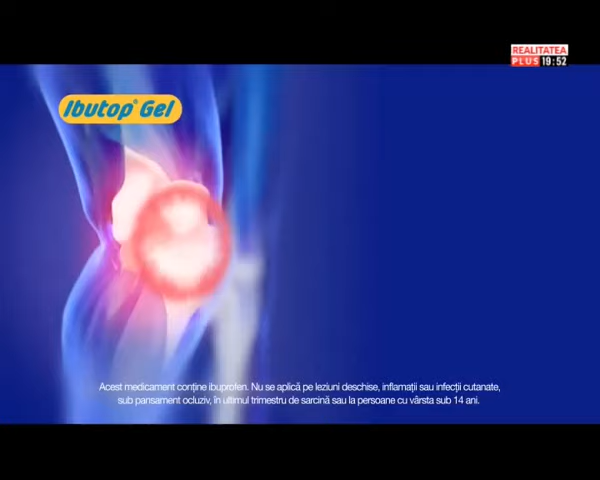 REALITATEA
PLUS 19:52
Ibutop® Gel
Acest medicament conține ibuprofen. Nu se aplică pe leziuni deschise, inflamații sau infecții cutanate,
sub pansament ocluziv, în ultimul trimestru de sarcină sau la persoane cu vârsta sub 14 ani.